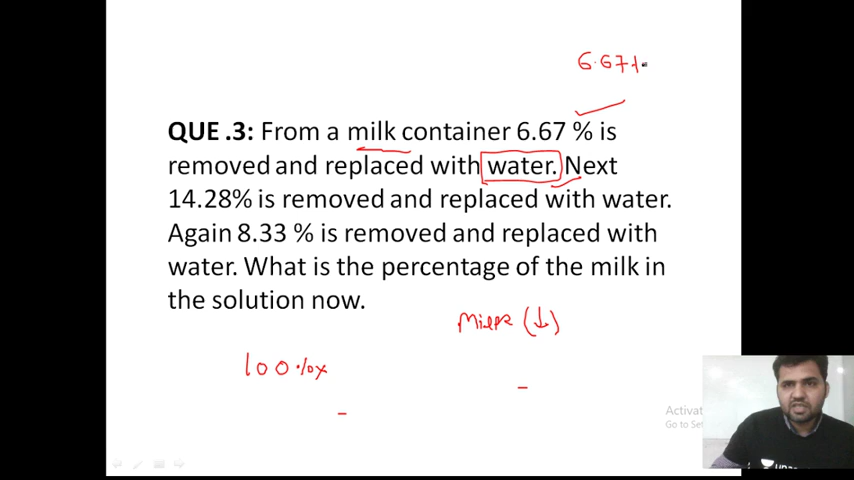 6.67%
QUE .3: From a milk container 6.67 % is
removed and replaced with water. Next
14.28% is removed and replaced with water.
Again 8.33 % is removed and replaced with
water. What is the percentage of the milk in
the solution now.
Milk (↓)
100%x
Activat
Go to Set